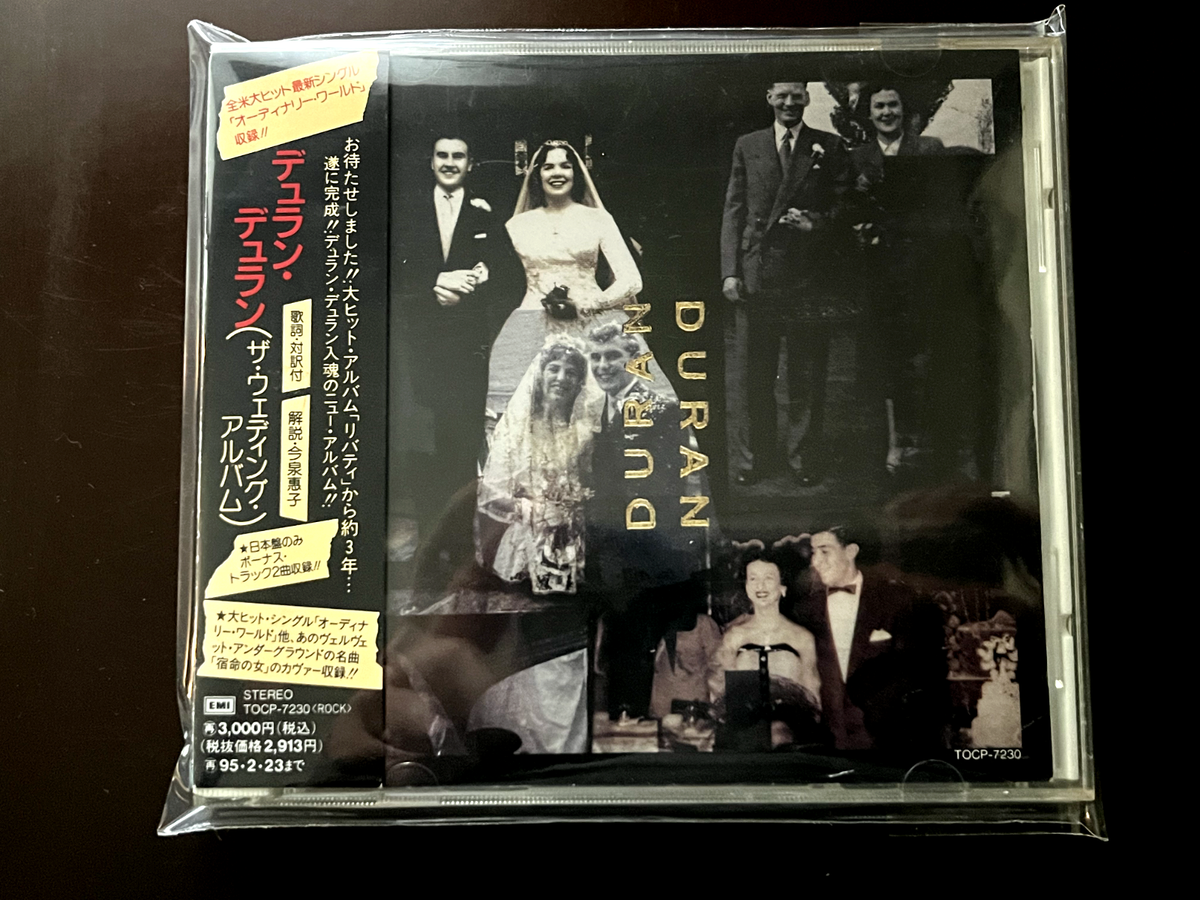 全米大ヒット最新シングル
「オーディナリー・ワールド」
収録!!
お待たせしました!!大ヒット・アルバム「リバティ」から約3年…
遂に完成!!デュラン・デュラン入魂のニュー・アルバム!!
デュラン・
デュラン
(ザ・ウェディング・
アルバム)
歌詞・対訳付
解説・今泉惠子
★日本盤のみ
ボーナス・
トラック2曲収録!!
★大ヒット・シングル「オーディナ
リー・ワールド」他、あのヴェルヴェ
ット・アンダーグラウンドの名曲
「宿命の女」のカヴァー収録!!
EMI
STEREO
TOCP-7230<ROCK>
再3,000円(税込)
(税抜価格2,913円)
再95・2・23まで
DURAN
DURAN
TOCP-7230